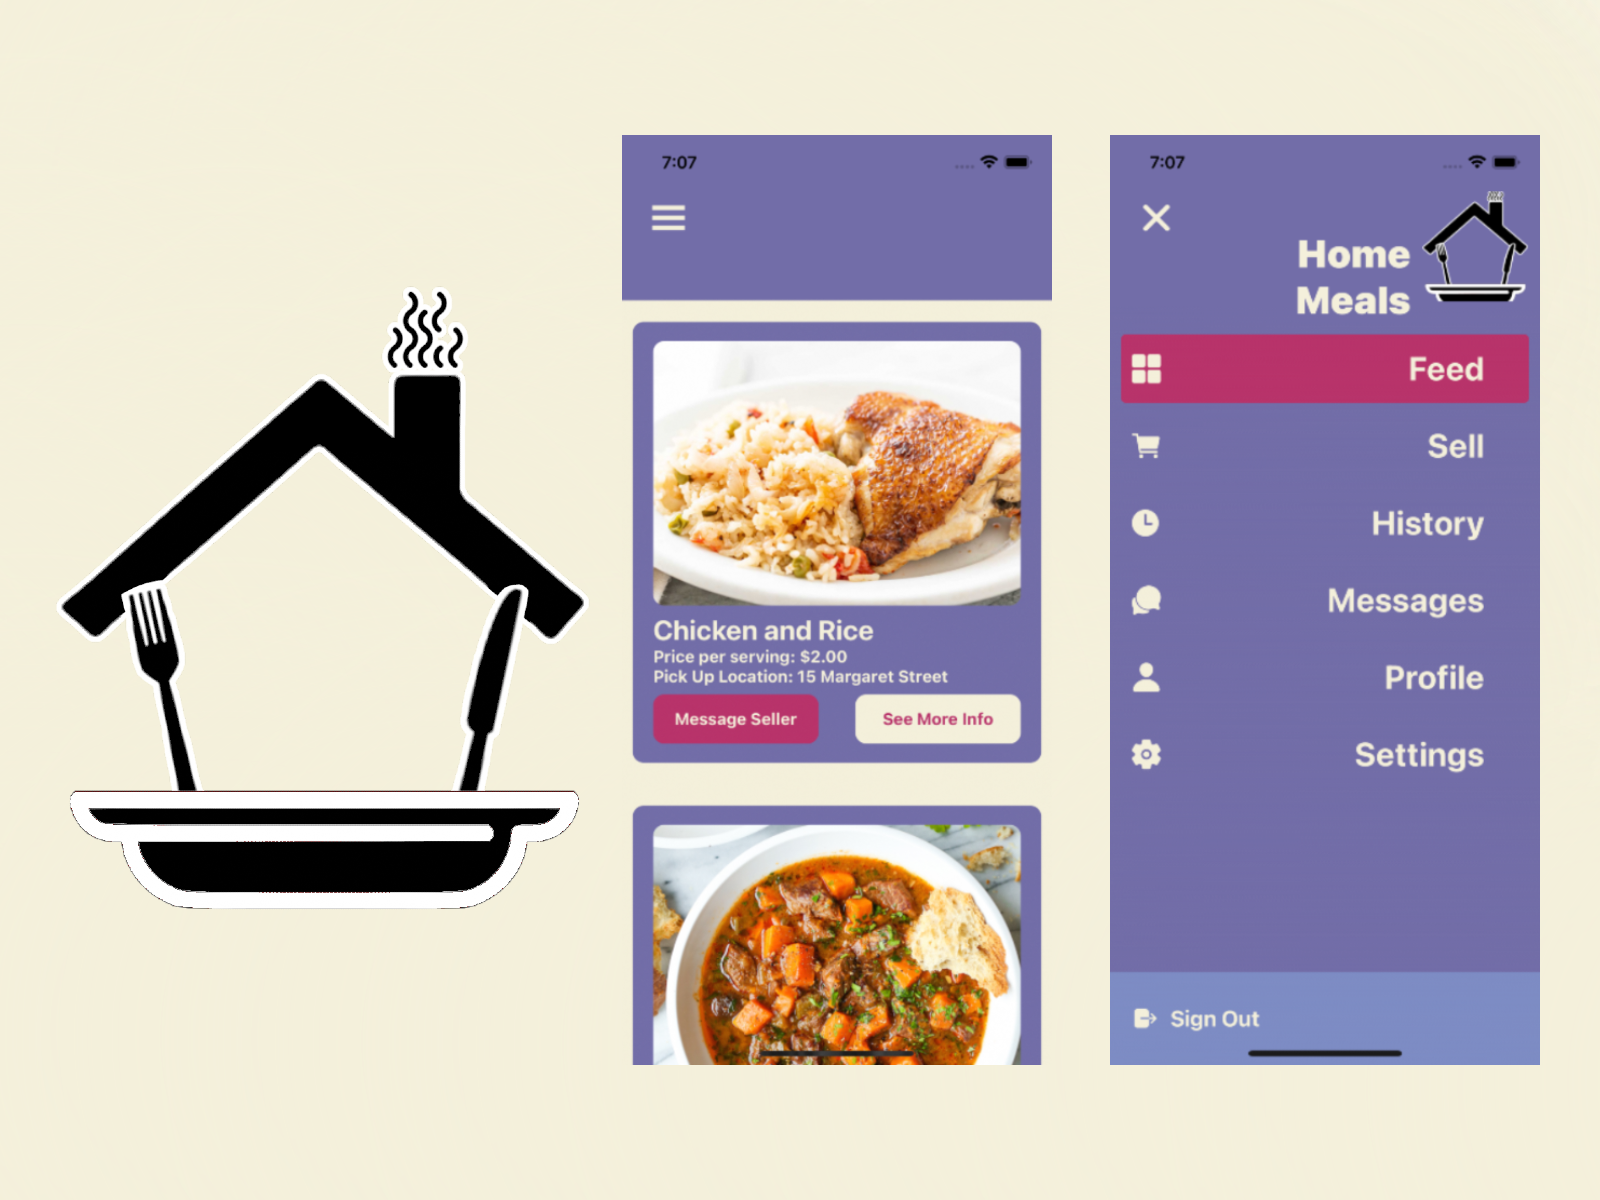 7:07
Chicken and Rice
Price per serving: $2.00
Pick Up Location: 15 Margaret Street
Message Seller
See More Info
7:07
Home
Meals
Feed
Sell
History
Messages
Profile
Settings
Sign Out